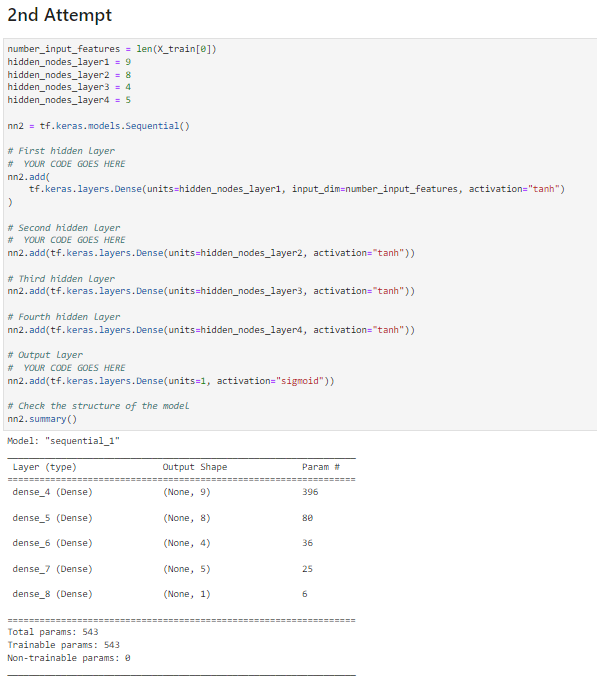 2nd Attempt
number_input_features = len(X_train[0])
hidden_nodes_layer1 = 9
hidden_nodes_layer2 = 8
hidden_nodes_layer3 = 4
hidden_nodes_layer4 = 5
nn2 = tf.keras.models.Sequential()
# First hidden layer
#  YOUR CODE GOES HERE
nn2.add(
    tf.keras.layers.Dense(units=hidden_nodes_layer1, input_dim=number_input_features, activation="tanh")
)
# Second hidden layer
#  YOUR CODE GOES HERE
nn2.add(tf.keras.layers.Dense(units=hidden_nodes_layer2, activation="tanh"))
# Third hidden layer
nn2.add(tf.keras.layers.Dense(units=hidden_nodes_layer3, activation="tanh"))
# Fourth hidden layer
nn2.add(tf.keras.layers.Dense(units=hidden_nodes_layer4, activation="tanh"))
# Output layer
#  YOUR CODE GOES HERE
nn2.add(tf.keras.layers.Dense(units=1, activation="sigmoid"))
# Check the structure of the model
nn2.summary()
Model: "sequential_1"
Layer (type) Output Shape Param #
dense_4 (Dense) (None, 9) 396
dense_5 (Dense) (None, 8) 80
dense_6 (Dense) (None, 4) 36
dense_7 (Dense) (None, 5) 25
dense_8 (Dense) (None, 1) 6
Total params: 543
Trainable params: 543
Non-trainable params: 0